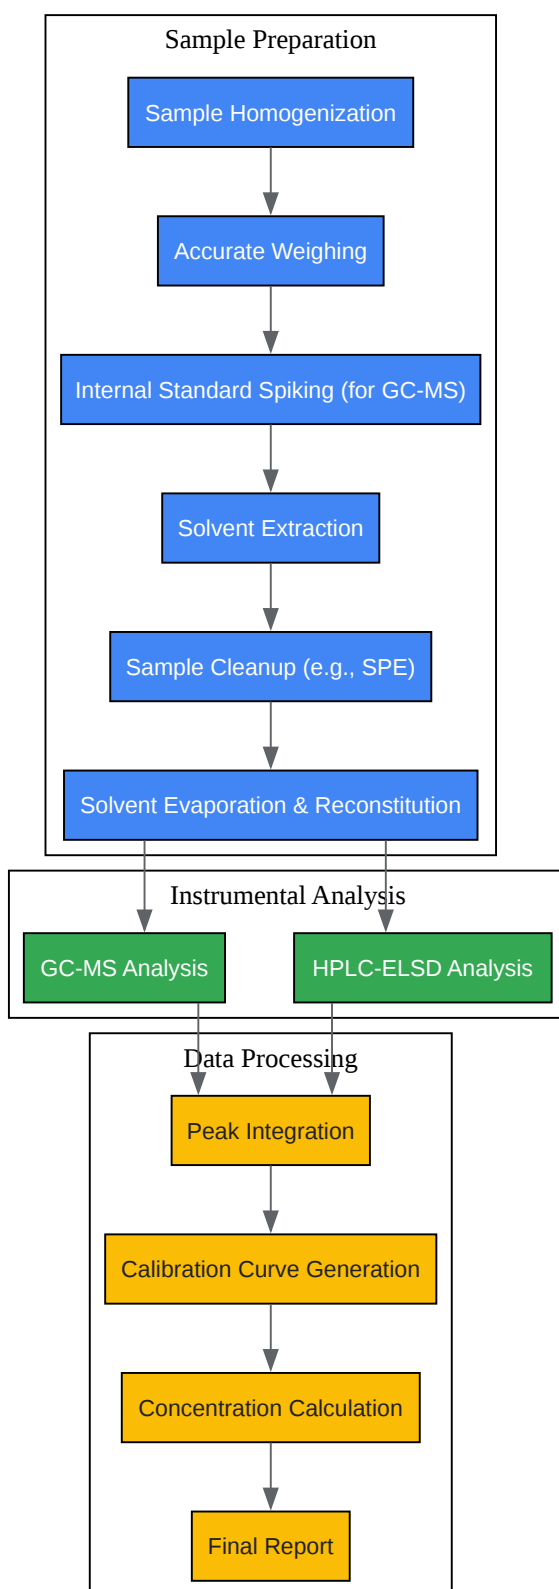 Sample Preparation
Sample Homogenization
Accurate Weighing
Internal Standard Spiking (for GC-MS)
Solvent Extraction
Sample Cleanup (e.g., SPE)
Solvent Evaporation & Reconstitution
Instrumental Analysis
GC-MS Analysis
HPLC-ELSD Analysis
Data Processing
Peak Integration
Calibration Curve Generation
Concentration Calculation
Final Report